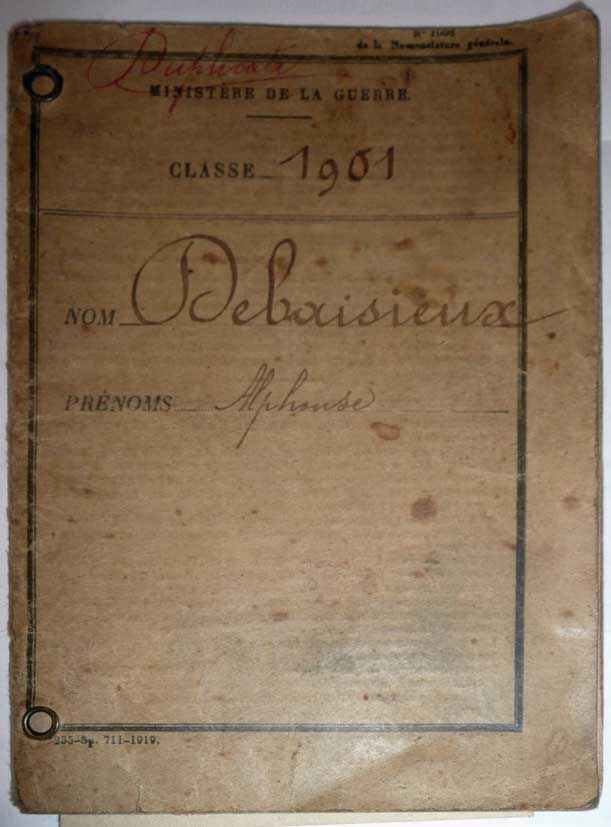 de la Nomenclature générale.
Duplicata
MINISTÈRE DE LA GUERRE.
CLASSE 1901
NOM Debaisieux
PRÉNOMS Alphonse
235-Sp. 711-1919.